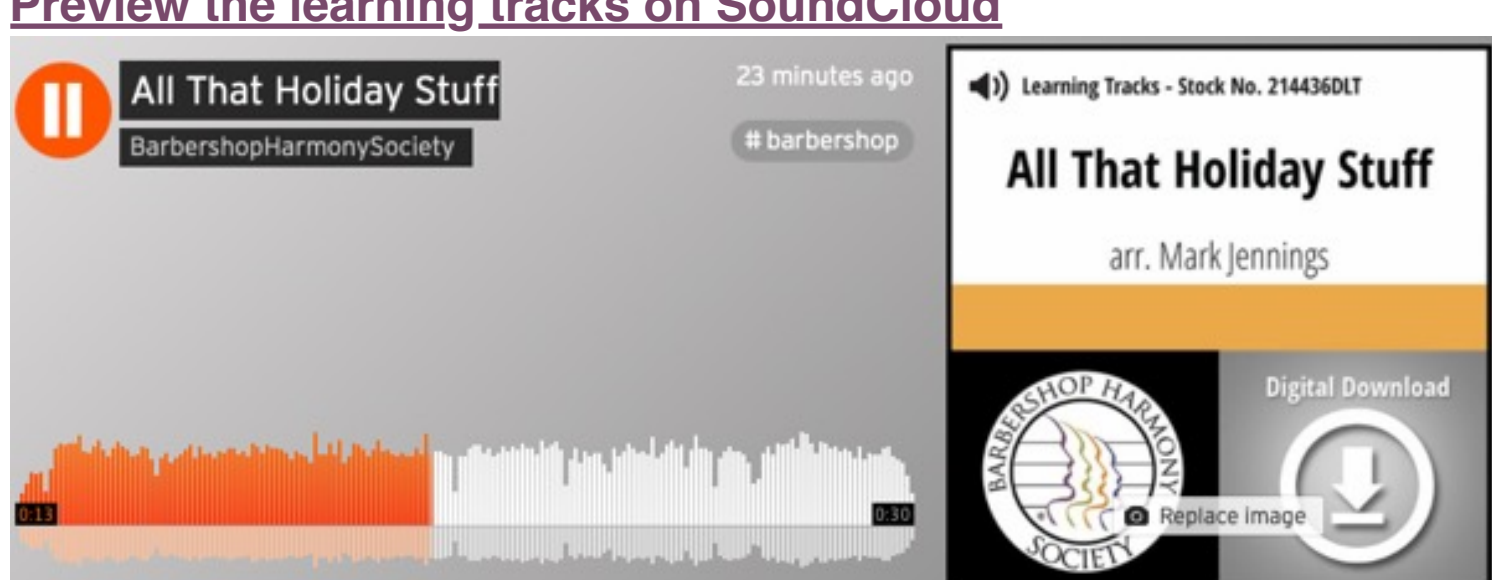 Preview the learning tracks on SoundCloud
All That Holiday Stuff
BarbershopHarmonySociety
23 minutes ago
# barbershop
0:13
0:30
Learning Tracks - Stock No. 214436DLT
All That Holiday Stuff
arr. Mark Jennings
BARBERSHOP HARMONY
SOCIETY
Digital Download
Replace image